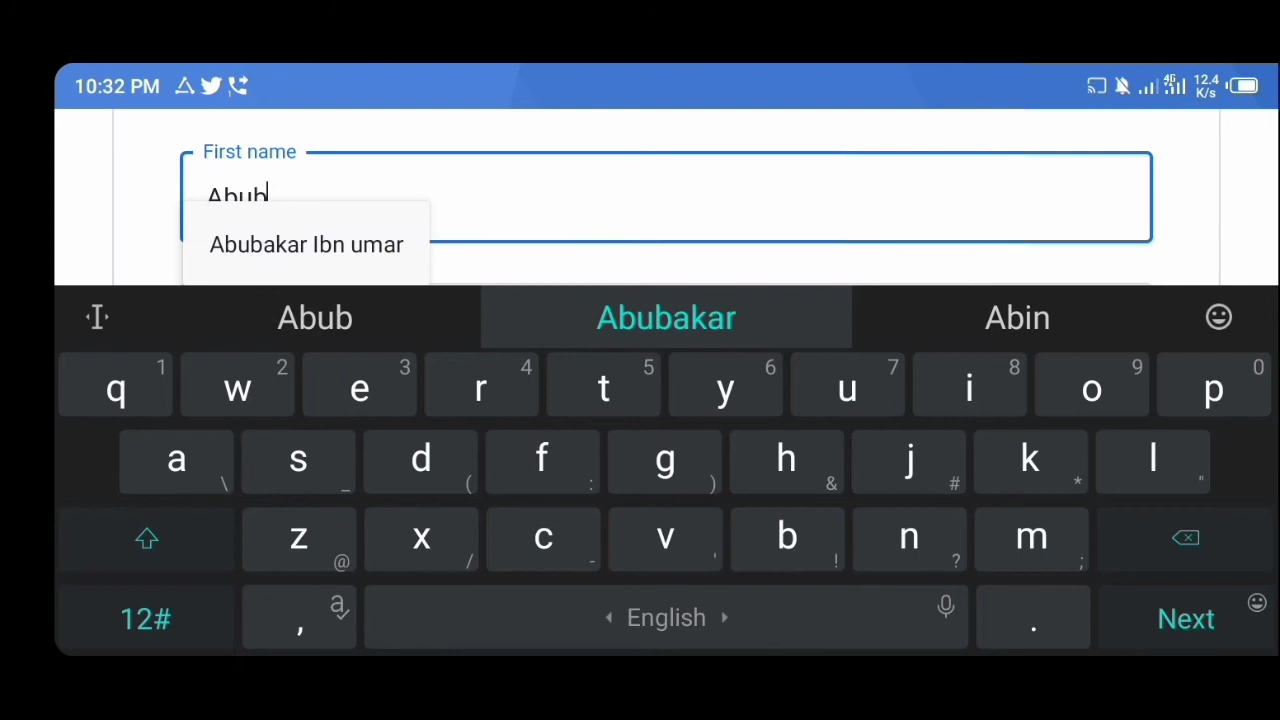 10:32 PM 4G 12.4 K/s
First name
Abub
Abubakar Ibn umar
Abub Abubakar Abin
q 1 w 2 e 3 r 4 t 5 y 6 u 7 i 8 o 9 p 0
a \ s _ d ( f : g ) h & j # k * l "
z @ x / c - v ' b ! n ? m ;
12# , a English . Next